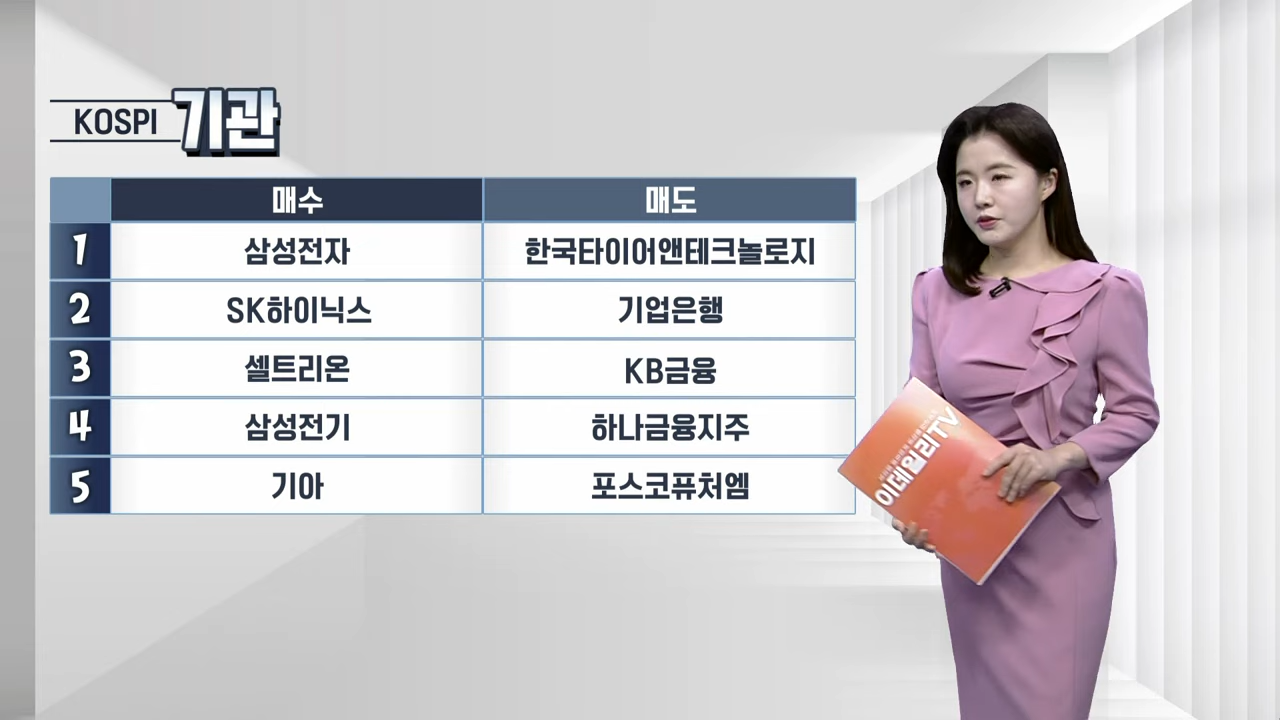 KOSPI 기관
매수 매도
1 삼성전자 한국타이어앤테크놀로지
2 SK하이닉스 기업은행
3 셀트리온 KB금융
4 삼성전기 하나금융지주
5 기아 포스코퓨처엠
이데일리TV